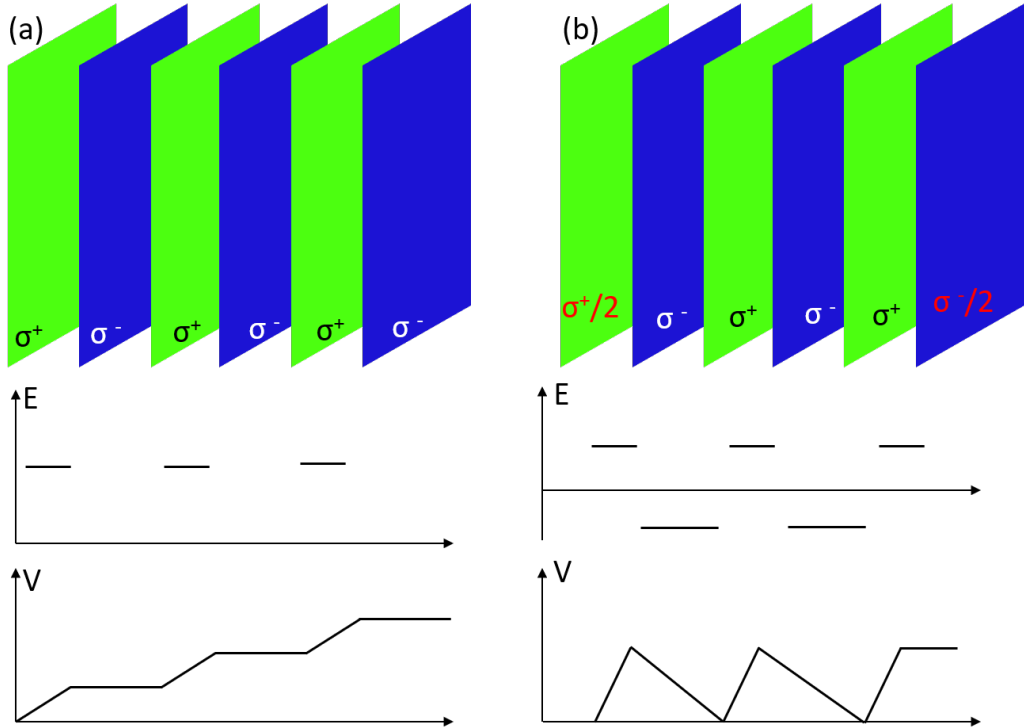 (a)
σ⁺ σ ⁻ σ⁺ σ ⁻ σ⁺ σ ⁻
E
V
(b)
σ⁺/2 σ ⁻ σ⁺ σ ⁻ σ⁺ σ ⁻/2
E
V